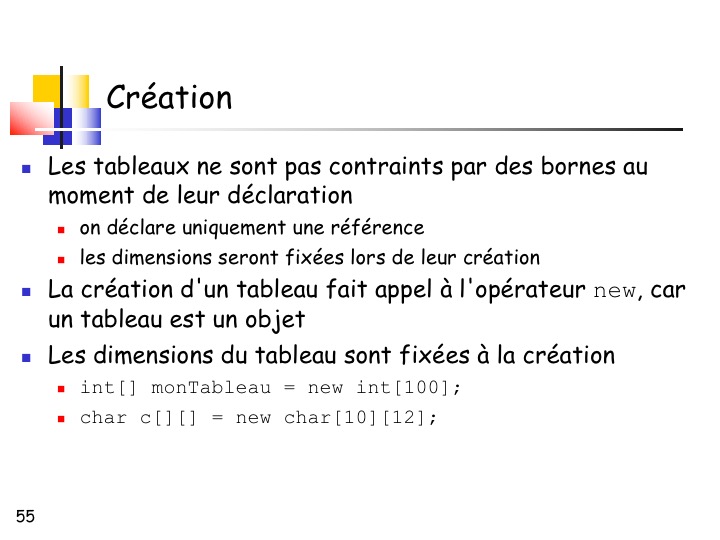 Création
Les tableaux ne sont pas contraints par des bornes au
moment de leur déclaration
on déclare uniquement une référence
les dimensions seront fixées lors de leur création
La création d'un tableau fait appel à l'opérateur new, car
un tableau est un objet
Les dimensions du tableau sont fixées à la création
int[] monTableau = new int[100];
char c[][] = new char[10][12];
55